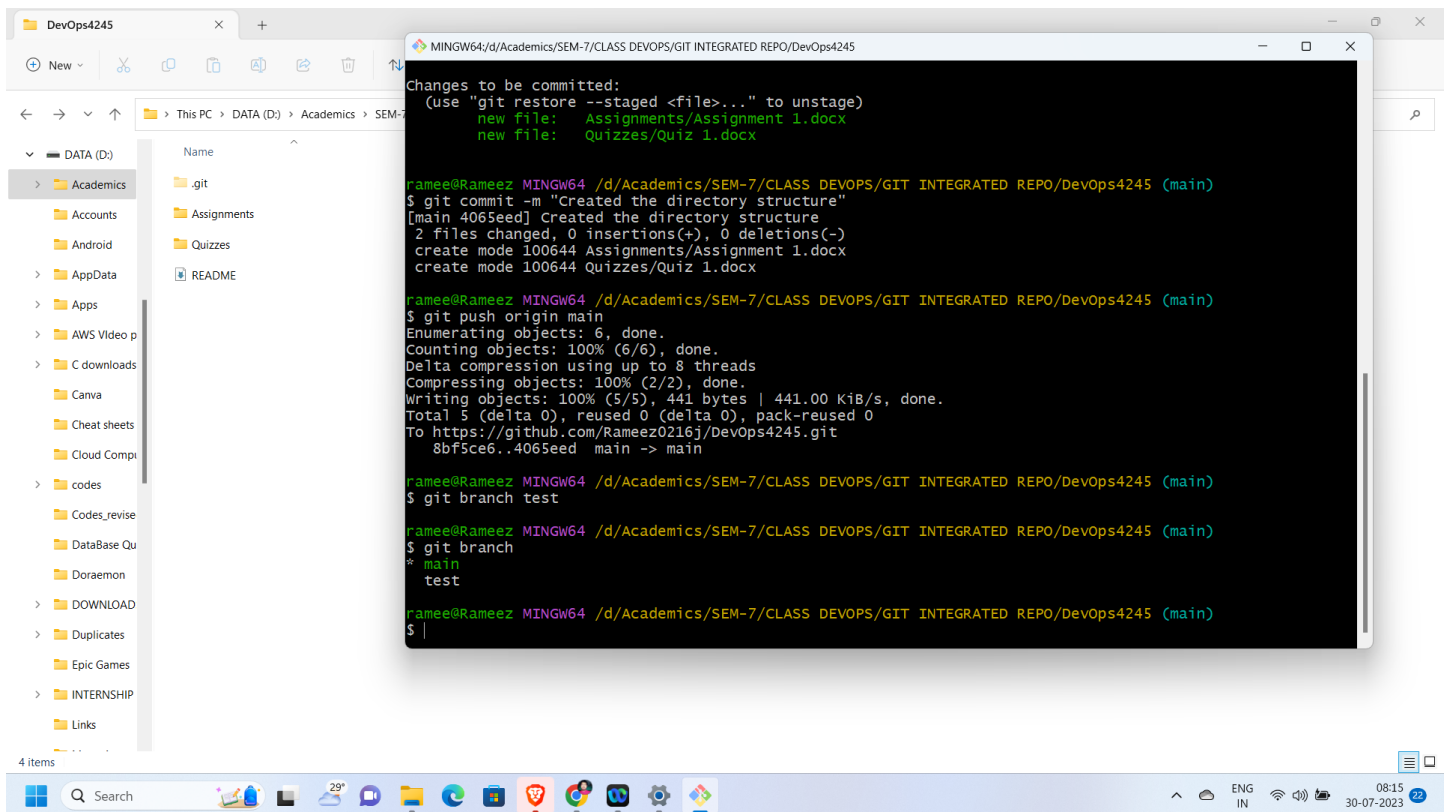 DevOps4245
New
This PC > DATA (D:) > Academics > SEM-7
DATA (D:)
Academics
Accounts
Android
AppData
Apps
AWS VIdeo p
C downloads
Canva
Cheat sheets
Cloud Compu
codes
Codes_revise
DataBase Qu
Doraemon
DOWNLOAD
Duplicates
Epic Games
INTERNSHIP
Links
Name
.git
Assignments
Quizzes
README
4 items
MINGW64:/d/Academics/SEM-7/CLASS DEVOPS/GIT INTEGRATED REPO/DevOps4245
Changes to be committed:
(use "git restore --staged <file>..." to unstage)
new file: Assignments/Assignment 1.docx
new file: Quizzes/Quiz 1.docx
ramee@Rameez MINGW64 /d/Academics/SEM-7/CLASS DEVOPS/GIT INTEGRATED REPO/DevOps4245 (main)
$ git commit -m "Created the directory structure"
[main 4065eed] Created the directory structure
2 files changed, 0 insertions(+), 0 deletions(-)
create mode 100644 Assignments/Assignment 1.docx
create mode 100644 Quizzes/Quiz 1.docx
ramee@Rameez MINGW64 /d/Academics/SEM-7/CLASS DEVOPS/GIT INTEGRATED REPO/DevOps4245 (main)
$ git push origin main
Enumerating objects: 6, done.
Counting objects: 100% (6/6), done.
Delta compression using up to 8 threads
Compressing objects: 100% (2/2), done.
Writing objects: 100% (5/5), 441 bytes | 441.00 KiB/s, done.
Total 5 (delta 0), reused 0 (delta 0), pack-reused 0
To https://github.com/Rameez0216j/DevOps4245.git
8bf5ce6..4065eed main -> main
ramee@Rameez MINGW64 /d/Academics/SEM-7/CLASS DEVOPS/GIT INTEGRATED REPO/DevOps4245 (main)
$ git branch test
ramee@Rameez MINGW64 /d/Academics/SEM-7/CLASS DEVOPS/GIT INTEGRATED REPO/DevOps4245 (main)
$ git branch
* main
test
ramee@Rameez MINGW64 /d/Academics/SEM-7/CLASS DEVOPS/GIT INTEGRATED REPO/DevOps4245 (main)
$
Search
29°
ENG
IN
08:15
30-07-2023
22